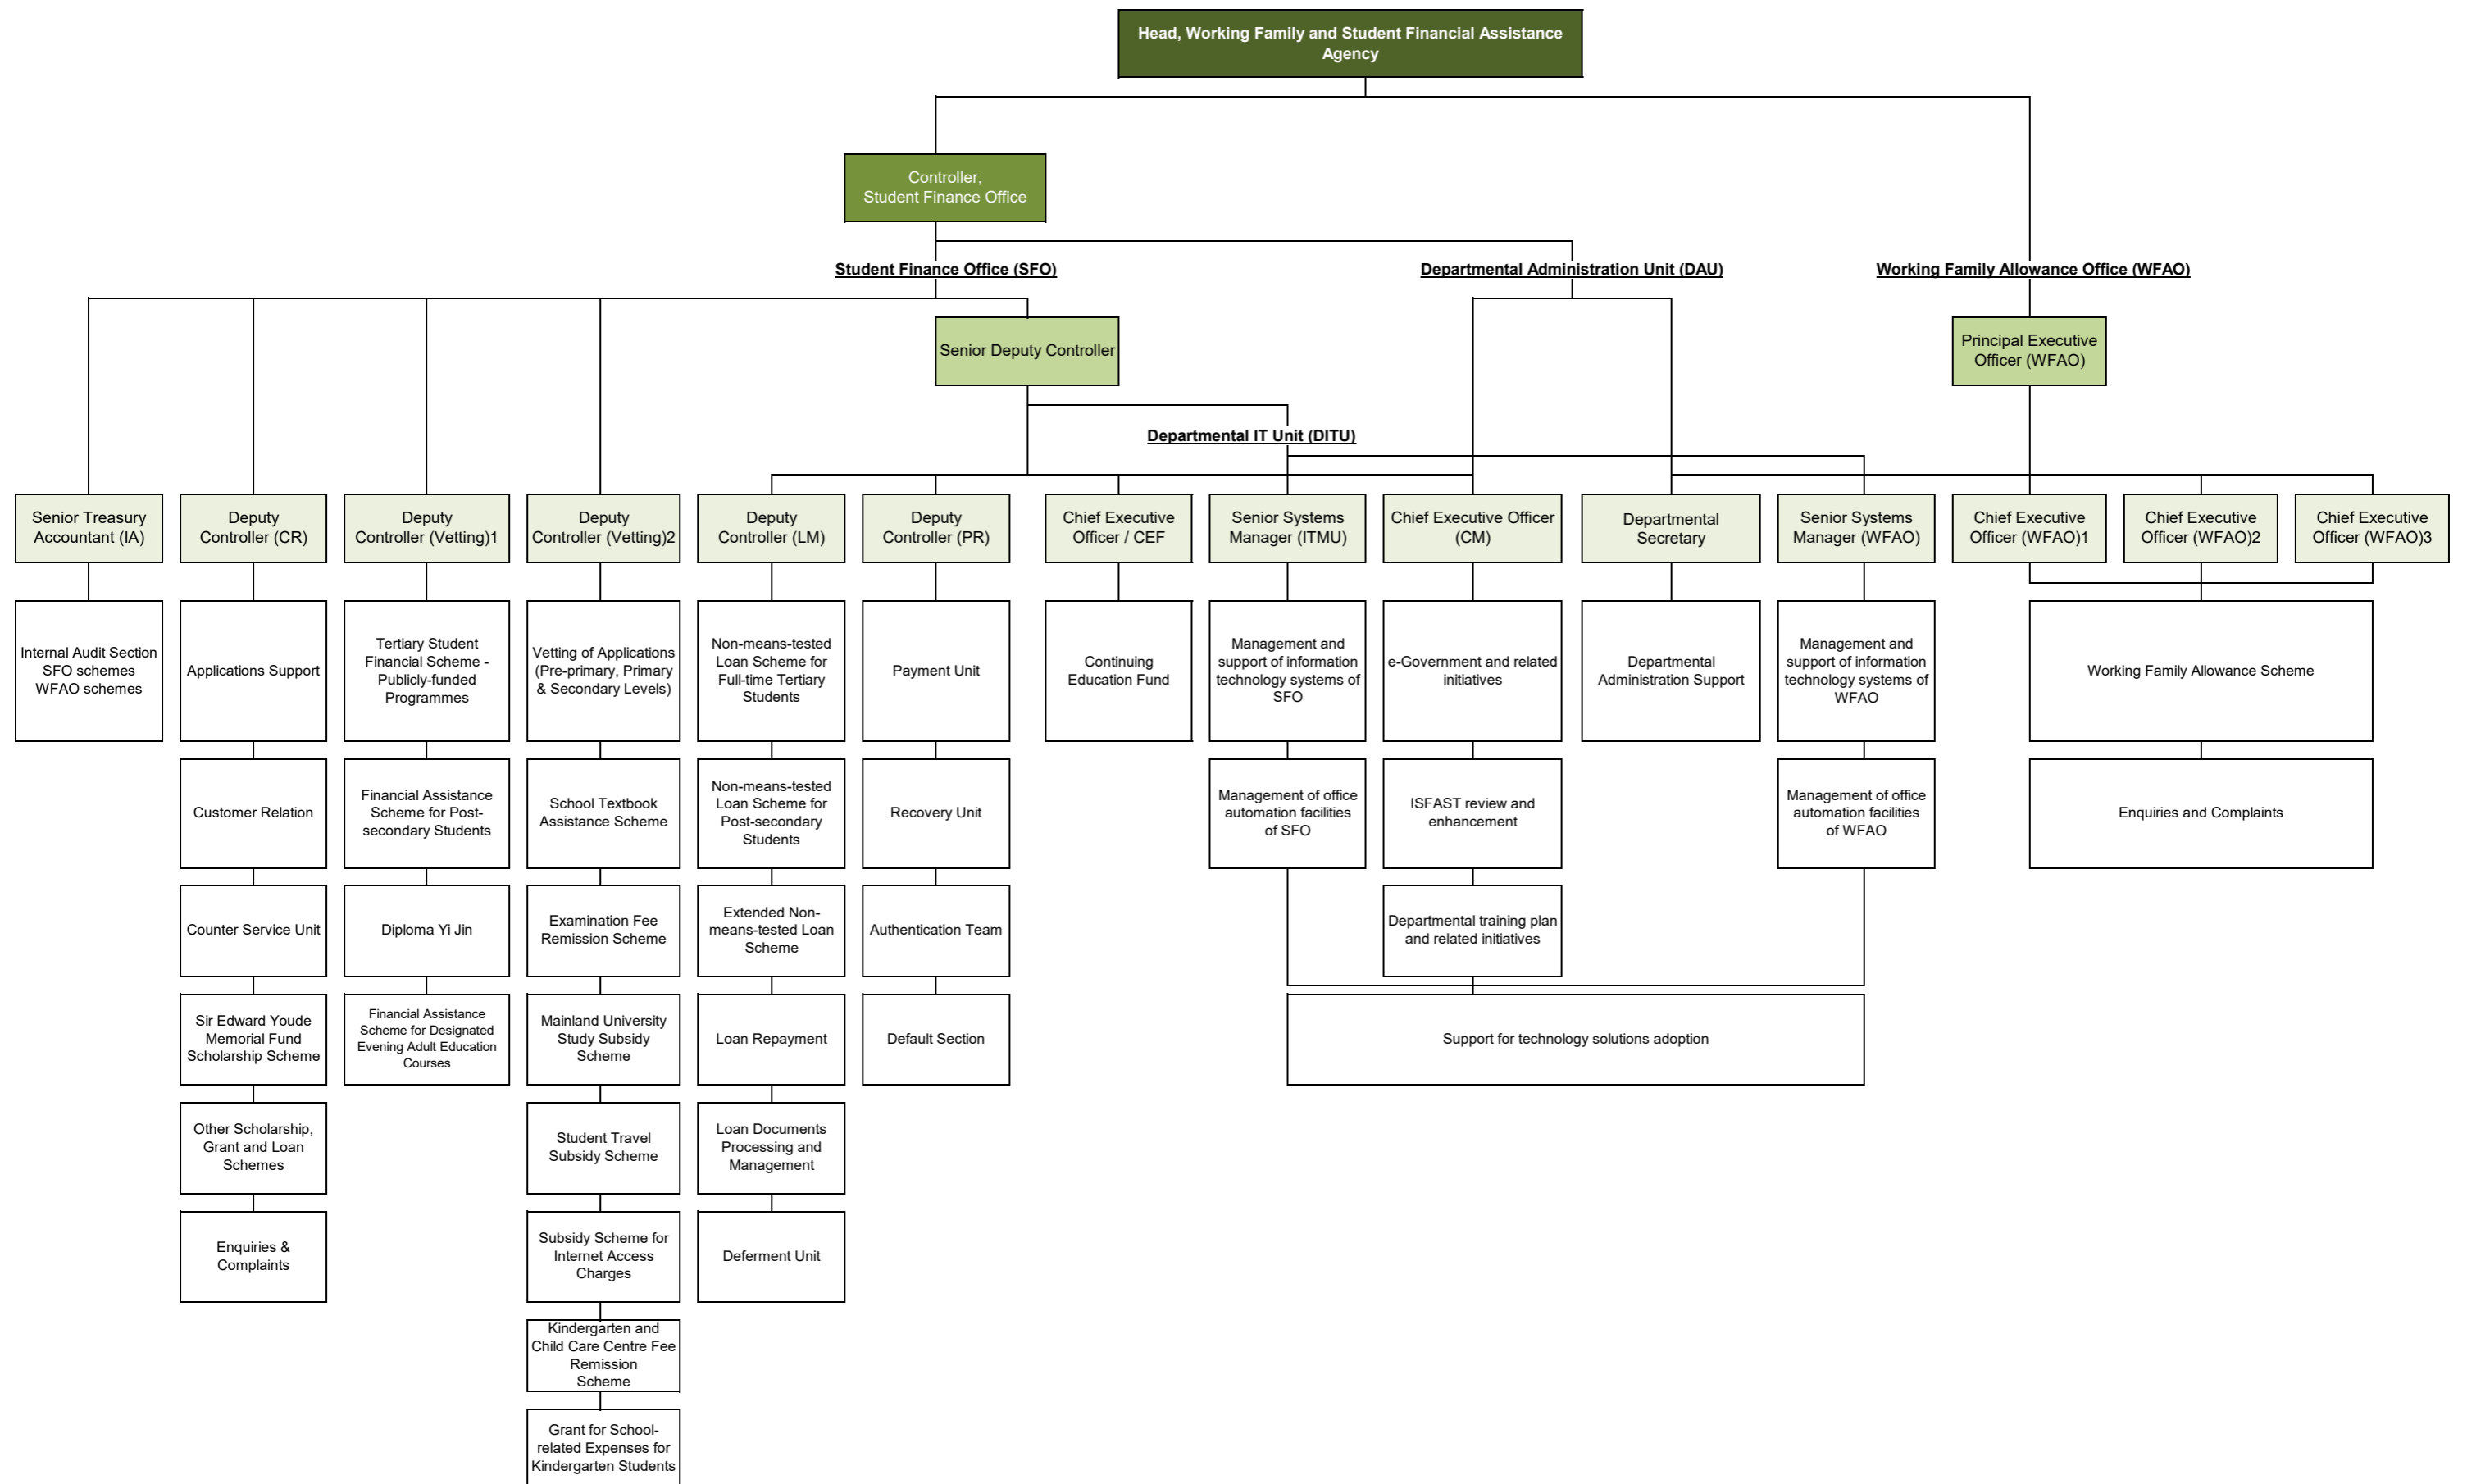 Head, Working Family and Student Financial Assistance
Agency
Controller,
Student Finance Office
Student Finance Office (SFO)
Departmental Administration Unit (DAU)
Working Family Allowance Office (WFAO)
Senior Deputy Controller
Principal Executive
Officer (WFAO)
Departmental IT Unit (DITU)
Senior Treasury
Accountant (IA)
Deputy
Controller (CR)
Deputy
Controller (Vetting)1
Deputy
Controller (Vetting)2
Deputy
Controller (LM)
Deputy
Controller (PR)
Chief Executive
Officer / CEF
Senior Systems
Manager (ITMU)
Chief Executive Officer
(CM)
Departmental
Secretary
Senior Systems
Manager (WFAO)
Chief Executive
Officer (WFAO)1
Chief Executive
Officer (WFAO)2
Chief Executive
Officer (WFAO)3
Internal Audit Section
SFO schemes
WFAO schemes
Applications Support
Tertiary Student
Financial Scheme -
Publicly-funded
Programmes
Vetting of Applications
(Pre-primary, Primary
& Secondary Levels)
Non-means-tested
Loan Scheme for
Full-time Tertiary
Students
Payment Unit
Continuing
Education Fund
Management and
support of information
technology systems of
SFO
e-Government and related
initiatives
Departmental
Administration Support
Management and
support of information
technology systems of
WFAO
Working Family Allowance Scheme
Customer Relation
Financial Assistance
Scheme for Post-
secondary Students
School Textbook
Assistance Scheme
Non-means-tested
Loan Scheme for
Post-secondary
Students
Recovery Unit
Management of office
automation facilities
of SFO
ISFAST review and
enhancement
Management of office
automation facilities
of WFAO
Enquiries and Complaints
Counter Service Unit
Diploma Yi Jin
Examination Fee
Remission Scheme
Extended Non-
means-tested Loan
Scheme
Authentication Team
Departmental training plan
and related initiatives
Sir Edward Youde
Memorial Fund
Scholarship Scheme
Financial Assistance
Scheme for Designated
Evening Adult Education
Courses
Mainland University
Study Subsidy
Scheme
Loan Repayment
Default Section
Support for technology solutions adoption
Other Scholarship,
Grant and Loan
Schemes
Student Travel
Subsidy Scheme
Loan Documents
Processing and
Management
Enquiries &
Complaints
Subsidy Scheme for
Internet Access
Charges
Deferment Unit
Kindergarten and
Child Care Centre Fee
Remission
Scheme
Grant for School-
related Expenses for
Kindergarten Students